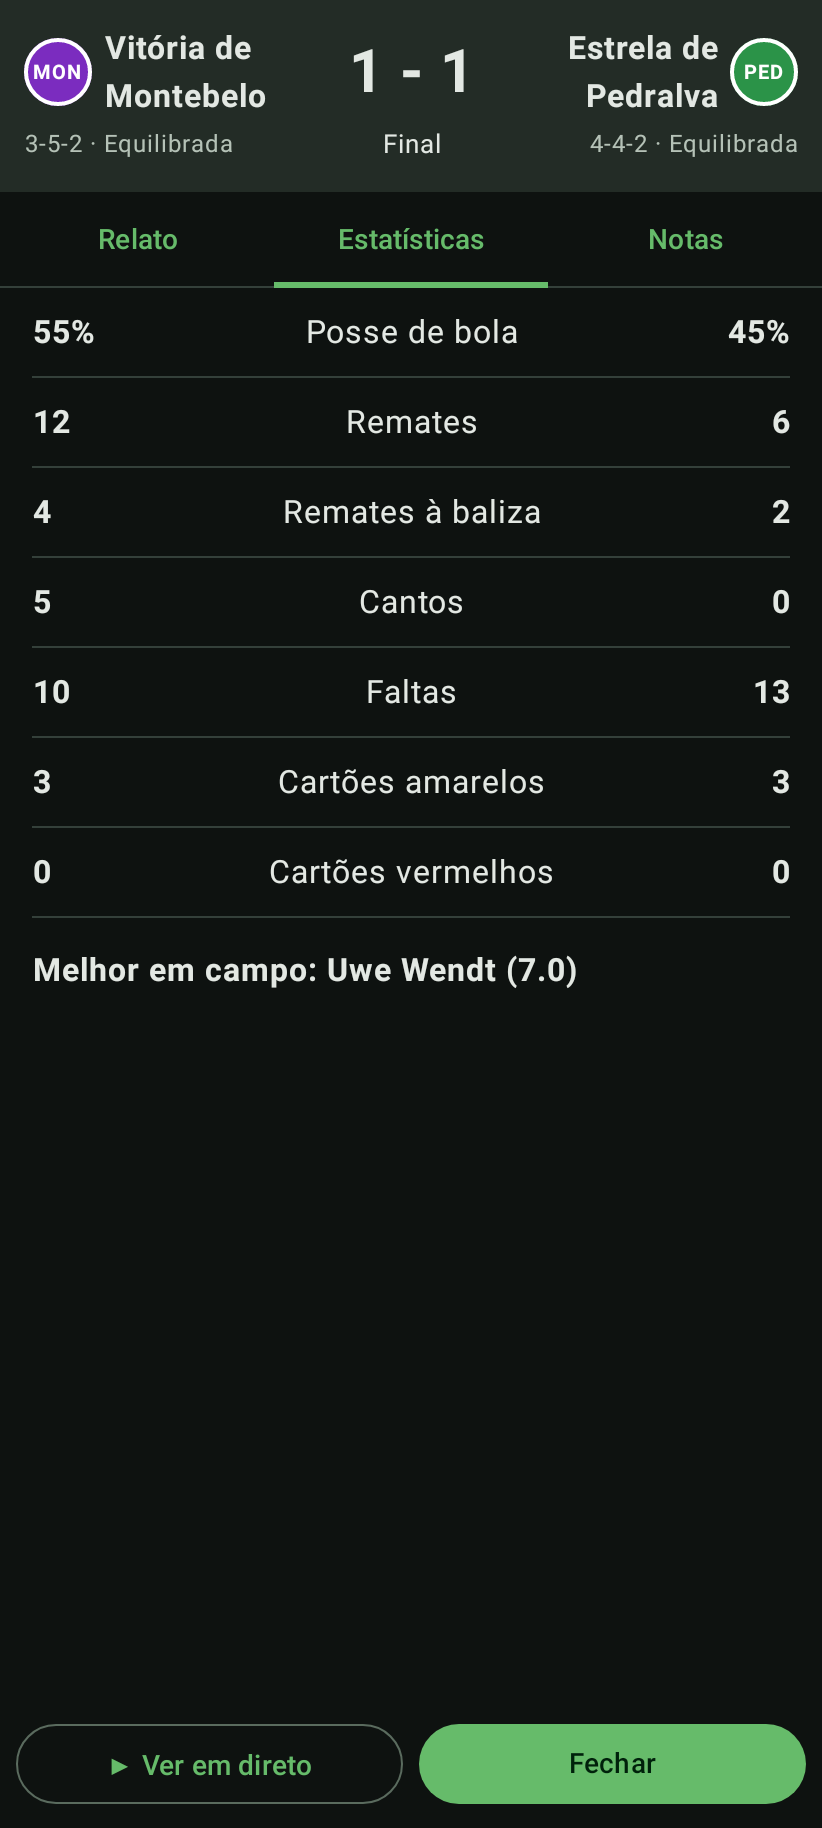 MON
Vitória de
Montebelo
1 - 1
Estrela de
Pedralva
PED
3-5-2 · Equilibrada
Final
4-4-2 · Equilibrada
Relato
Estatísticas
Notas
55% Posse de bola 45%
12 Remates 6
4 Remates à baliza 2
5 Cantos 0
10 Faltas 13
3 Cartões amarelos 3
0 Cartões vermelhos 0
Melhor em campo: Uwe Wendt (7.0)
► Ver em direto
Fechar